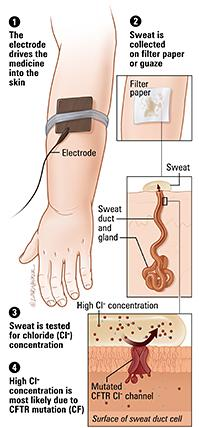 1
The
electrode
drives the
medicine
into the
skin
Electrode
2
Sweat is
collected
on filter paper
or guaze
Filter
paper
Sweat
Sweat
duct
and
gland
3
Sweat is tested
for chloride (Cl-)
concentration
4
High Cl-
concentration is
most likely due to
CFTR mutation (CF)
High Cl- concentration
Mutated
CFTR Cl- channel
Surface of sweat duct cell